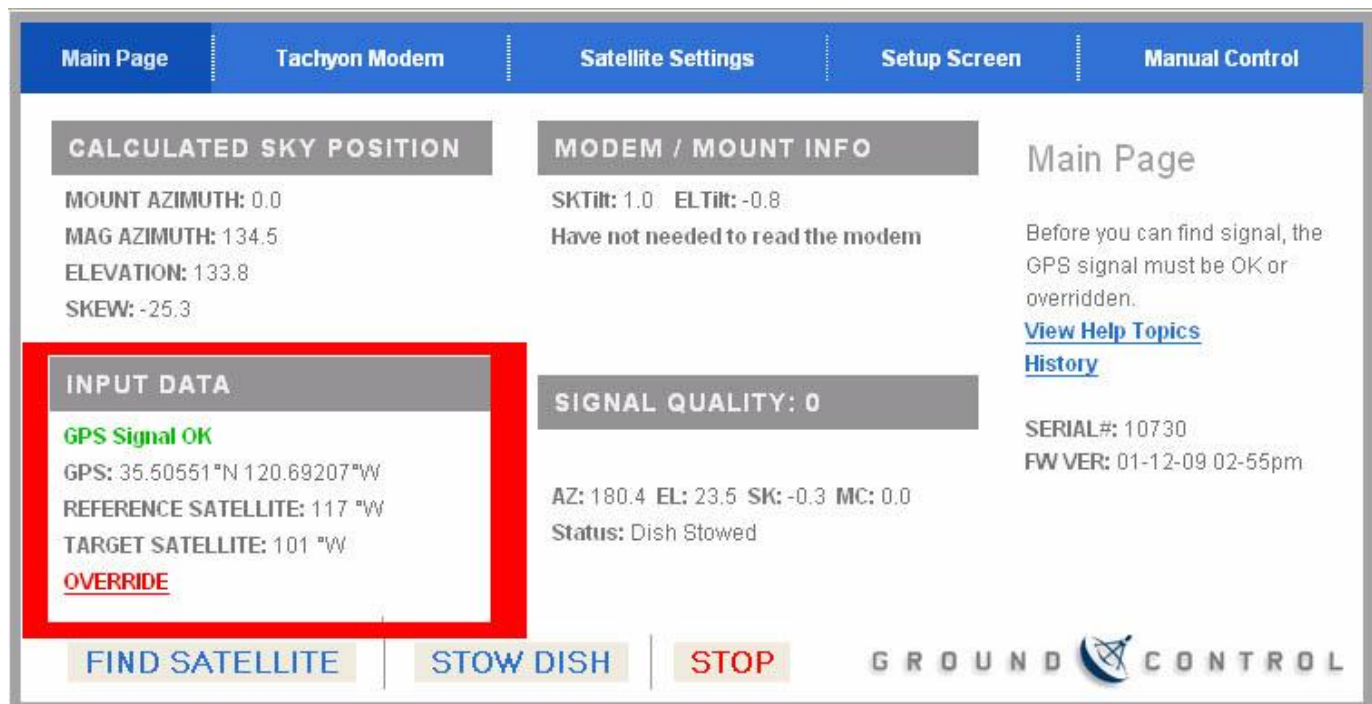 Main Page
Tachyon Modem
Satellite Settings
Setup Screen
Manual Control
CALCULATED SKY POSITION
MOUNT AZIMUTH: 0.0
MAG AZIMUTH: 134.5
ELEVATION: 133.8
SKEW: -25.3
INPUT DATA
GPS Signal OK
GPS: 35.50551°N 120.69207°W
REFERENCE SATELLITE: 117 °W
TARGET SATELLITE: 101 °W
OVERRIDE
MODEM / MOUNT INFO
SKTilt: 1.0 ELTilt: -0.8
Have not needed to read the modem
SIGNAL QUALITY: 0
AZ: 180.4 EL: 23.5 SK: -0.3 MC: 0.0
Status: Dish Stowed
Main Page
Before you can find signal, the
GPS signal must be OK or
overridden.
View Help Topics
History
SERIAL#: 10730
FW VER: 01-12-09 02-55pm
FIND SATELLITE
STOW DISH
STOP
GROUND CONTROL